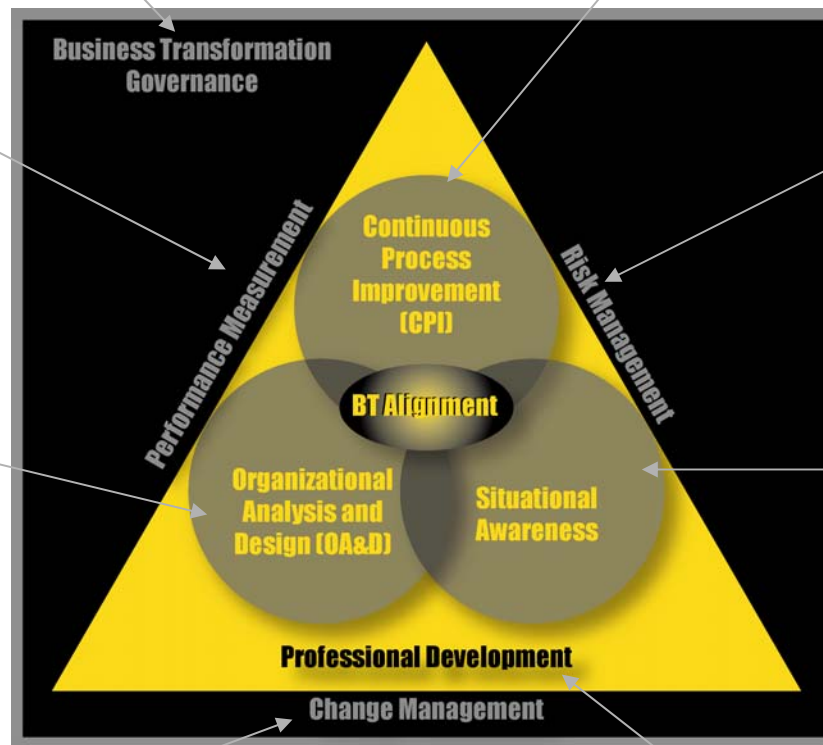 Business Transformation
Governance
Performance Measurement
Risk Management
Continuous
Process
Improvement
(CPI)
BT Alignment
Organizational
Analysis and
Design (OA&D)
Situational
Awareness
Professional Development
Change Management